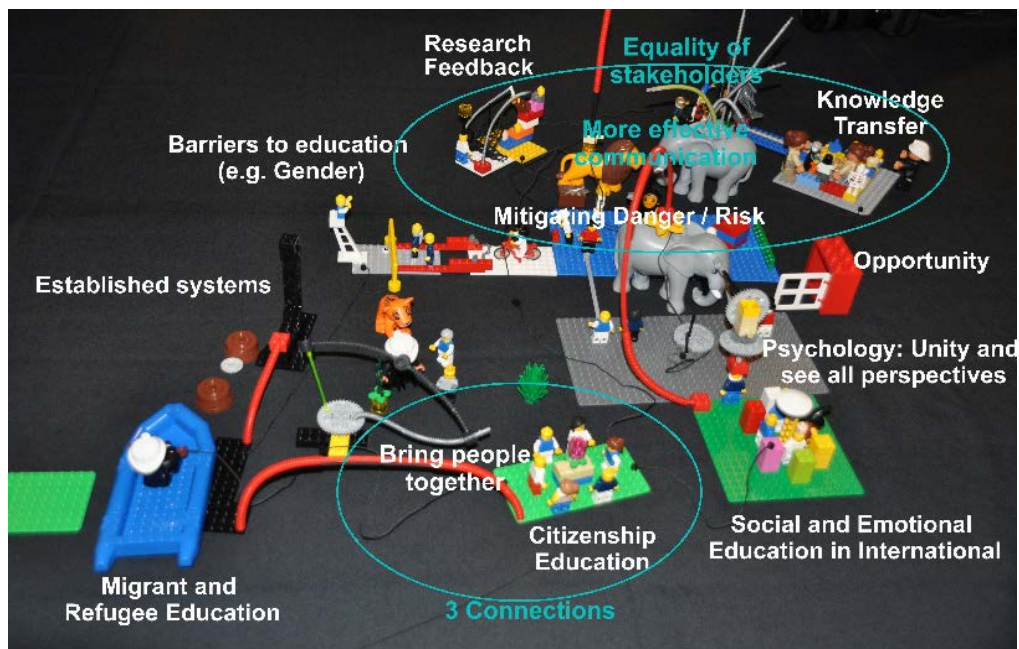 Research
Feedback
Equality of
stakeholders
Knowledge
Transfer
More effective
communication
Barriers to education
(e.g. Gender)
Mitigating Danger / Risk
Opportunity
Established systems
Psychology: Unity and
see all perspectives
Bring people
together
Citizenship
Education
Social and Emotional
Education in International
Migrant and
Refugee Education
3 Connections